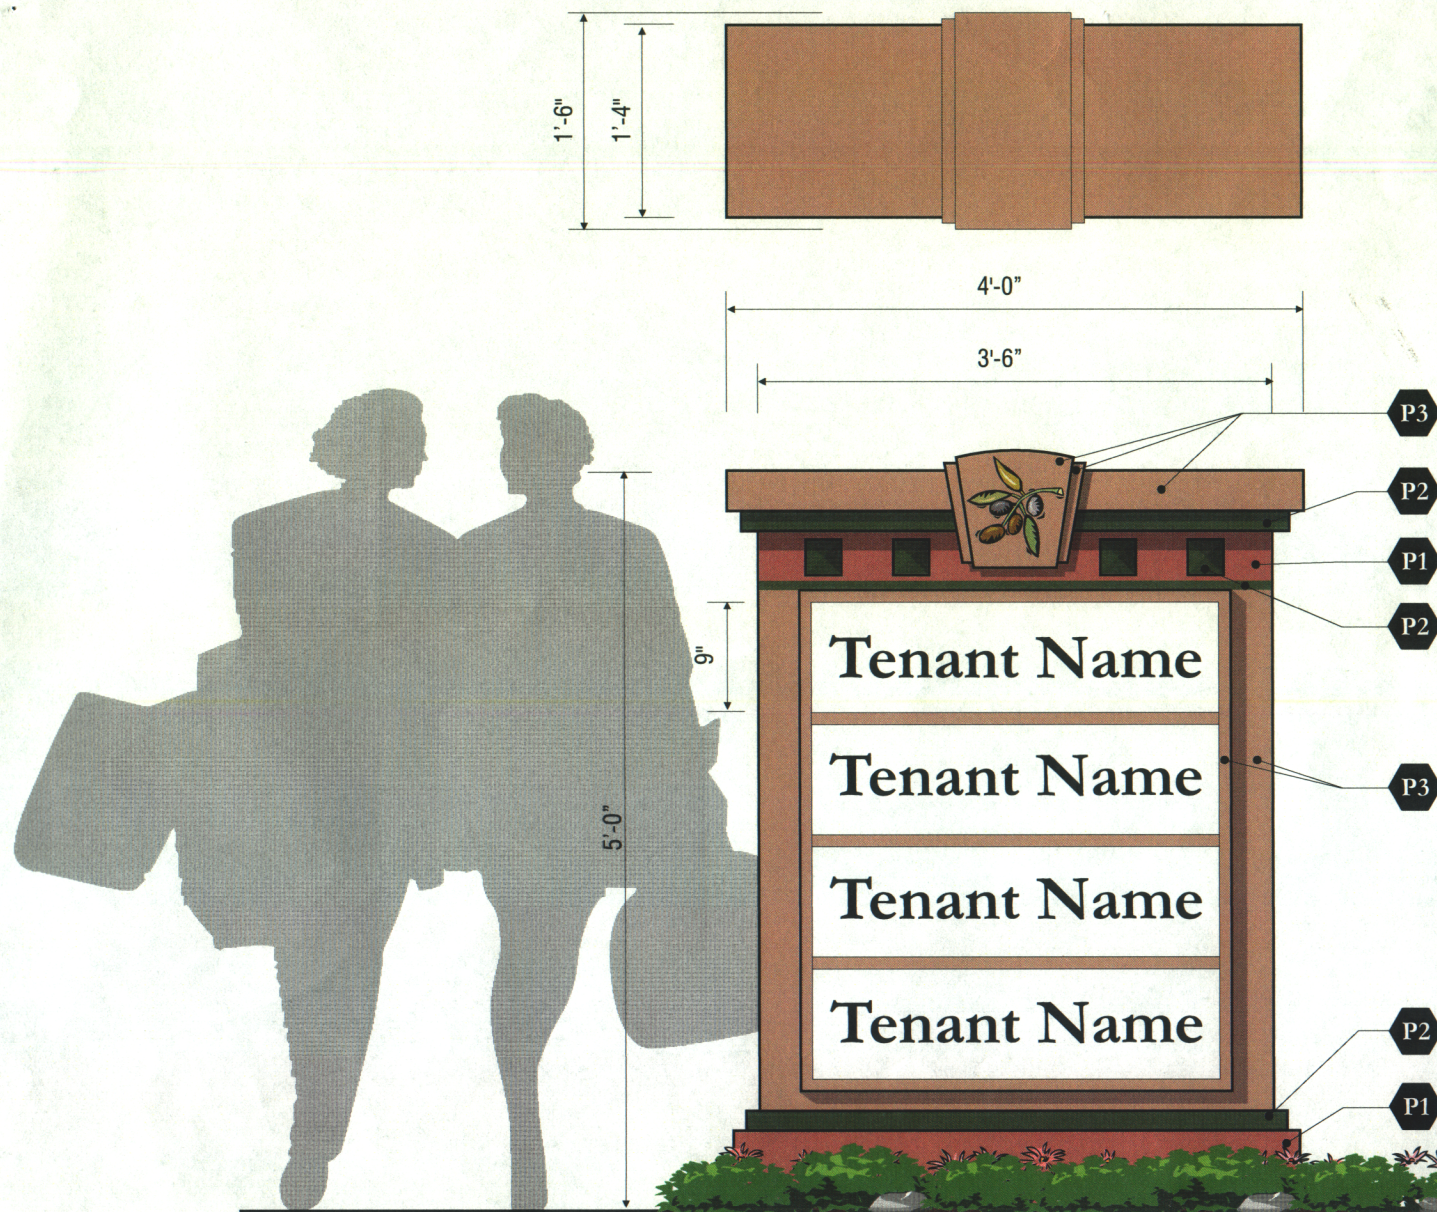 1'-6"
1'-4"
4'-0"
3'-6"
P3
P2
P1
P2
9"
Tenant Name
Tenant Name
P3
5'-0"
Tenant Name
Tenant Name
P2
P1